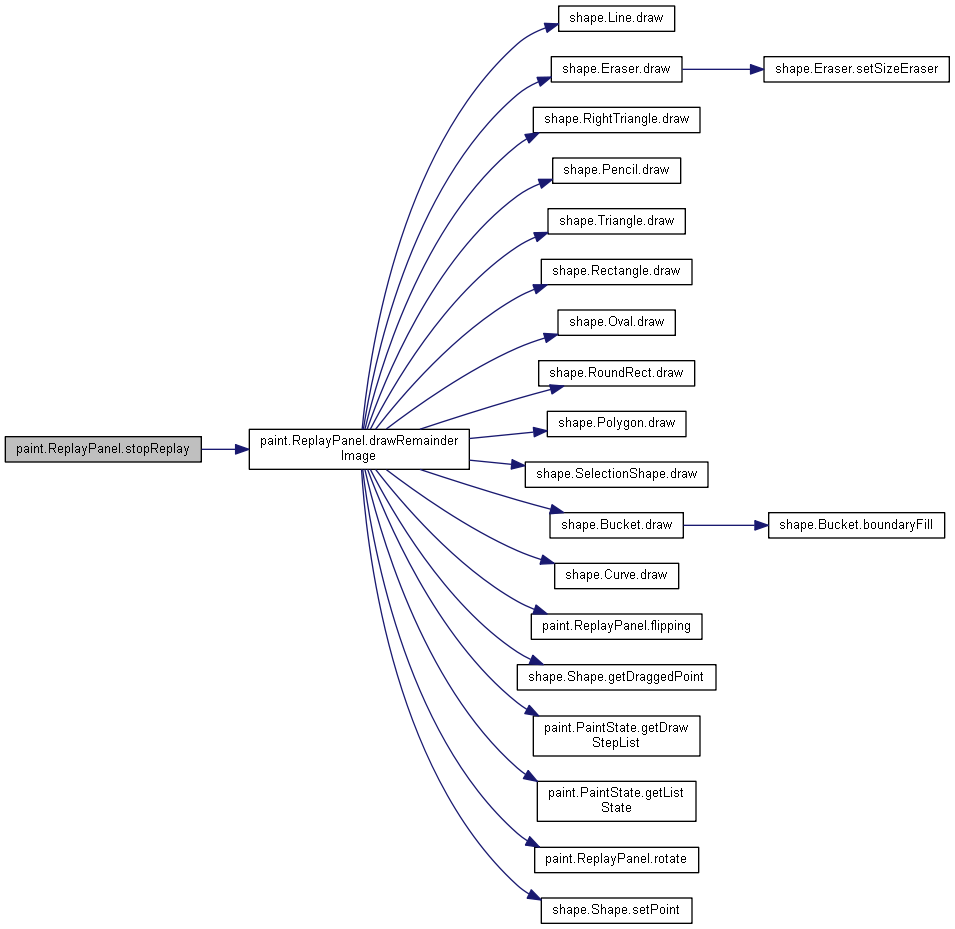 paint.ReplayPanel.stopReplay
paint.ReplayPanel.drawRemainder
Image
shape.Line.draw
shape.Eraser.draw
shape.Eraser.setSizeEraser
shape.RightTriangle.draw
shape.Pencil.draw
shape.Triangle.draw
shape.Rectangle.draw
shape.Oval.draw
shape.RoundRect.draw
shape.Polygon.draw
shape.SelectionShape.draw
shape.Bucket.draw
shape.Bucket.boundaryFill
shape.Curve.draw
paint.ReplayPanel.flipping
shape.Shape.getDraggedPoint
paint.PaintState.getDraw
StepList
paint.PaintState.getList
State
paint.ReplayPanel.rotate
shape.Shape.setPoint